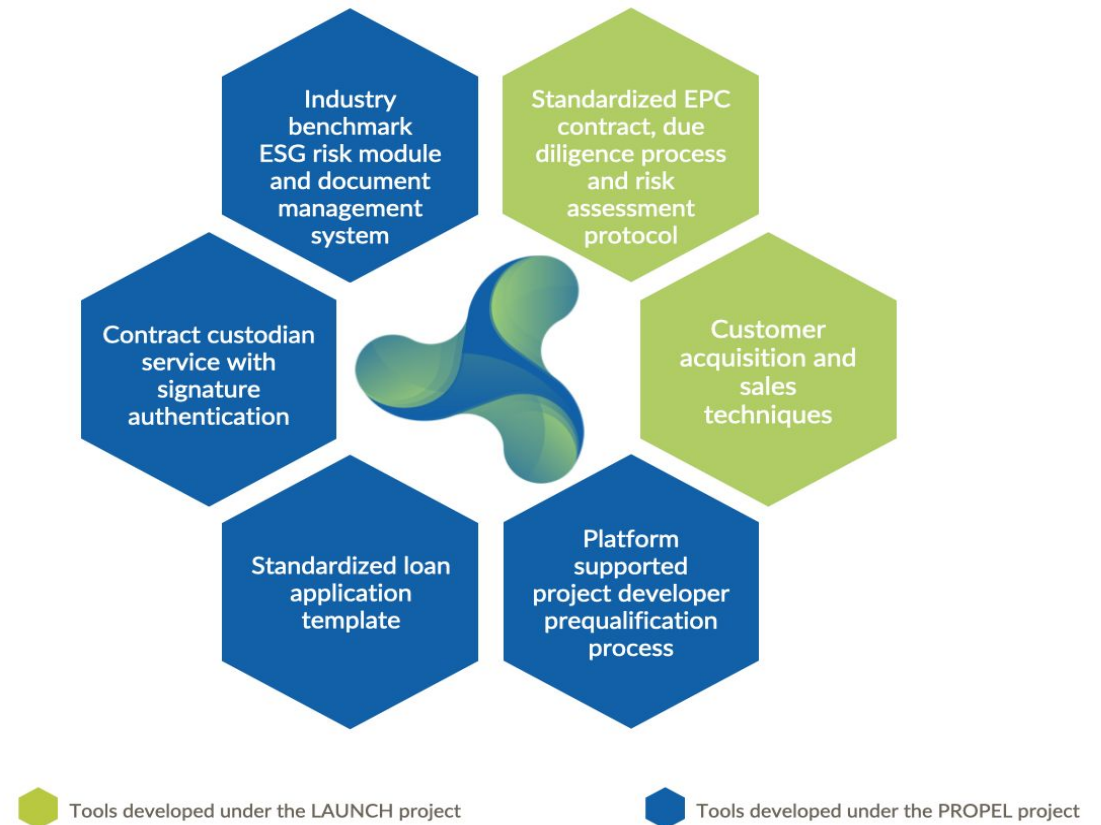 Industry
benchmark
ESG risk module
and document
management
system
Standardized EPC
contract, due
diligence process
and risk
assessment
protocol
Contract custodian
service with
signature
authentication
Customer
acquisition and
sales
techniques
Standardized loan
application
template
Platform
supported
project developer
prequalification
process
Tools developed under the LAUNCH project
Tools developed under the PROPEL project